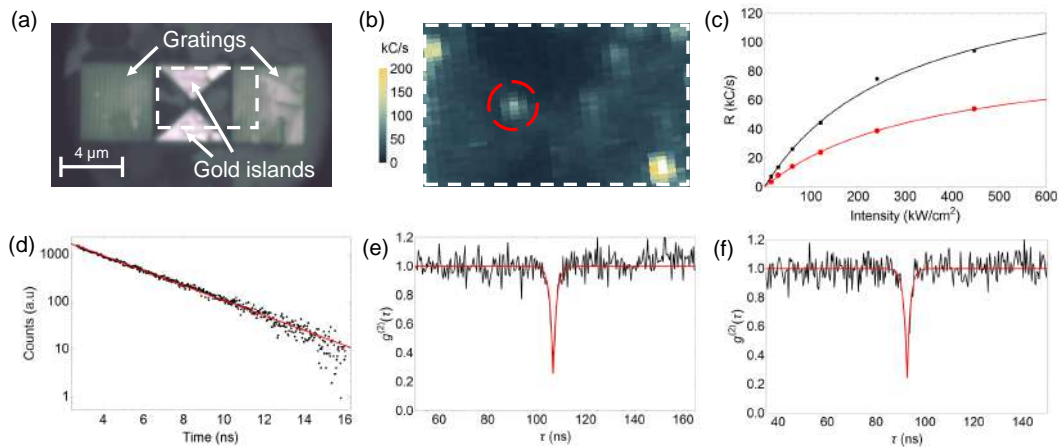 (a)
Gratings
4 µm
Gold islands
(b)
kC/s
200
150
100
50
0
(c)
R (kC/s)
100
80
60
40
20
0
100 200 300 400 500 600
Intensity (kW/cm²)
(d)
Counts (a.u)
1000
100
10
1
4 6 8 10 12 14 16
Time (ns)
(e)
g⁽²⁾(τ)
1.2
1.0
0.8
0.6
0.4
0.2
0.0
60 80 100 120 140 160
τ (ns)
(f)
g⁽²⁾(τ)
1.2
1.0
0.8
0.6
0.4
0.2
0.0
40 60 80 100 120 140
τ (ns)